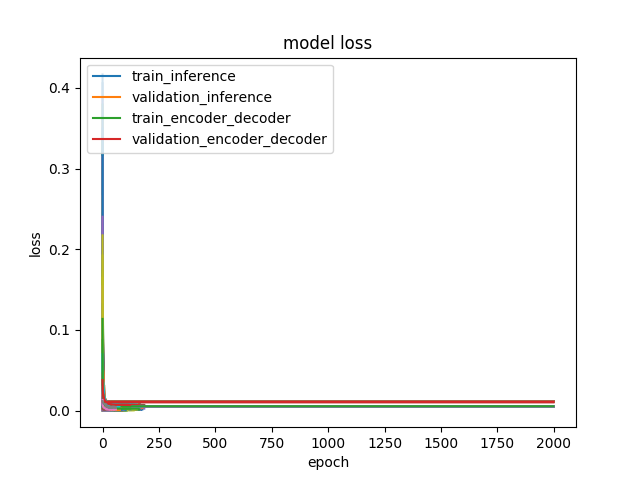 model loss
train_inference
validation_inference
train_encoder_decoder
validation_encoder_decoder
loss
0.4
0.3
0.2
0.1
0.0
0 250 500 750 1000 1250 1500 1750 2000
epoch